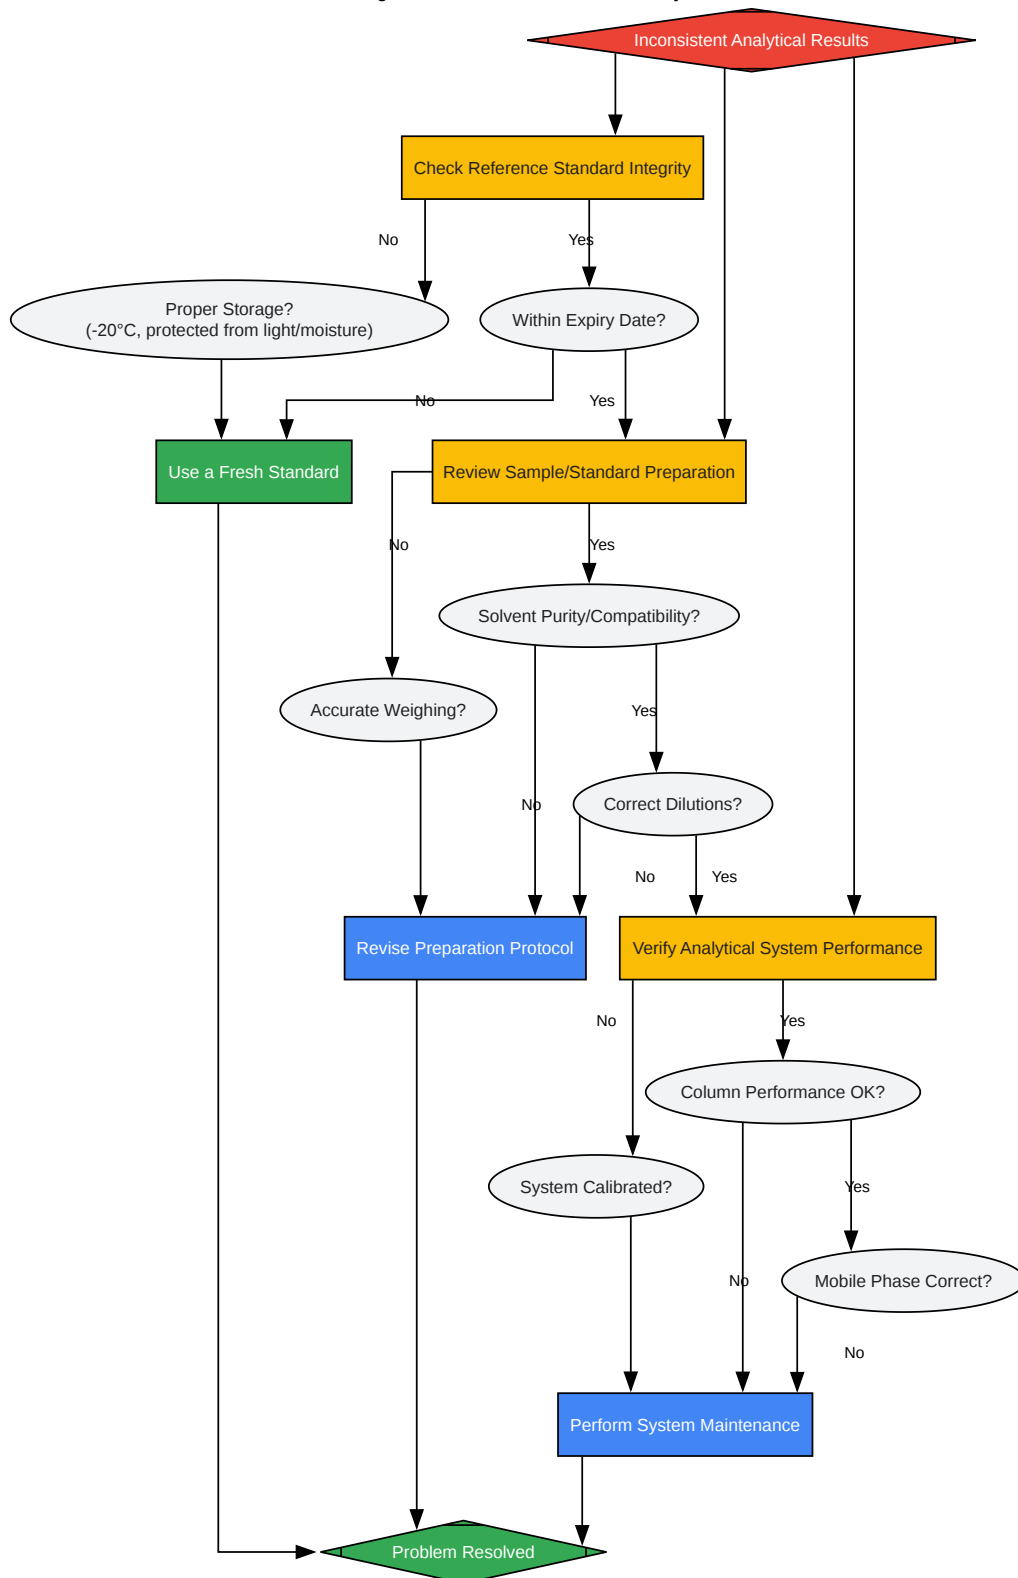 Inconsistent Analytical Results
Check Reference Standard Integrity
No
Yes
Proper Storage?
(-20°C, protected from light/moisture)
Within Expiry Date?
No
Yes
Use a Fresh Standard
Review Sample/Standard Preparation
No
Yes
Solvent Purity/Compatibility?
Accurate Weighing?
Yes
No
Correct Dilutions?
No
Yes
Revise Preparation Protocol
Verify Analytical System Performance
No
Yes
Column Performance OK?
System Calibrated?
Yes
No
Mobile Phase Correct?
No
Perform System Maintenance
Problem Resolved